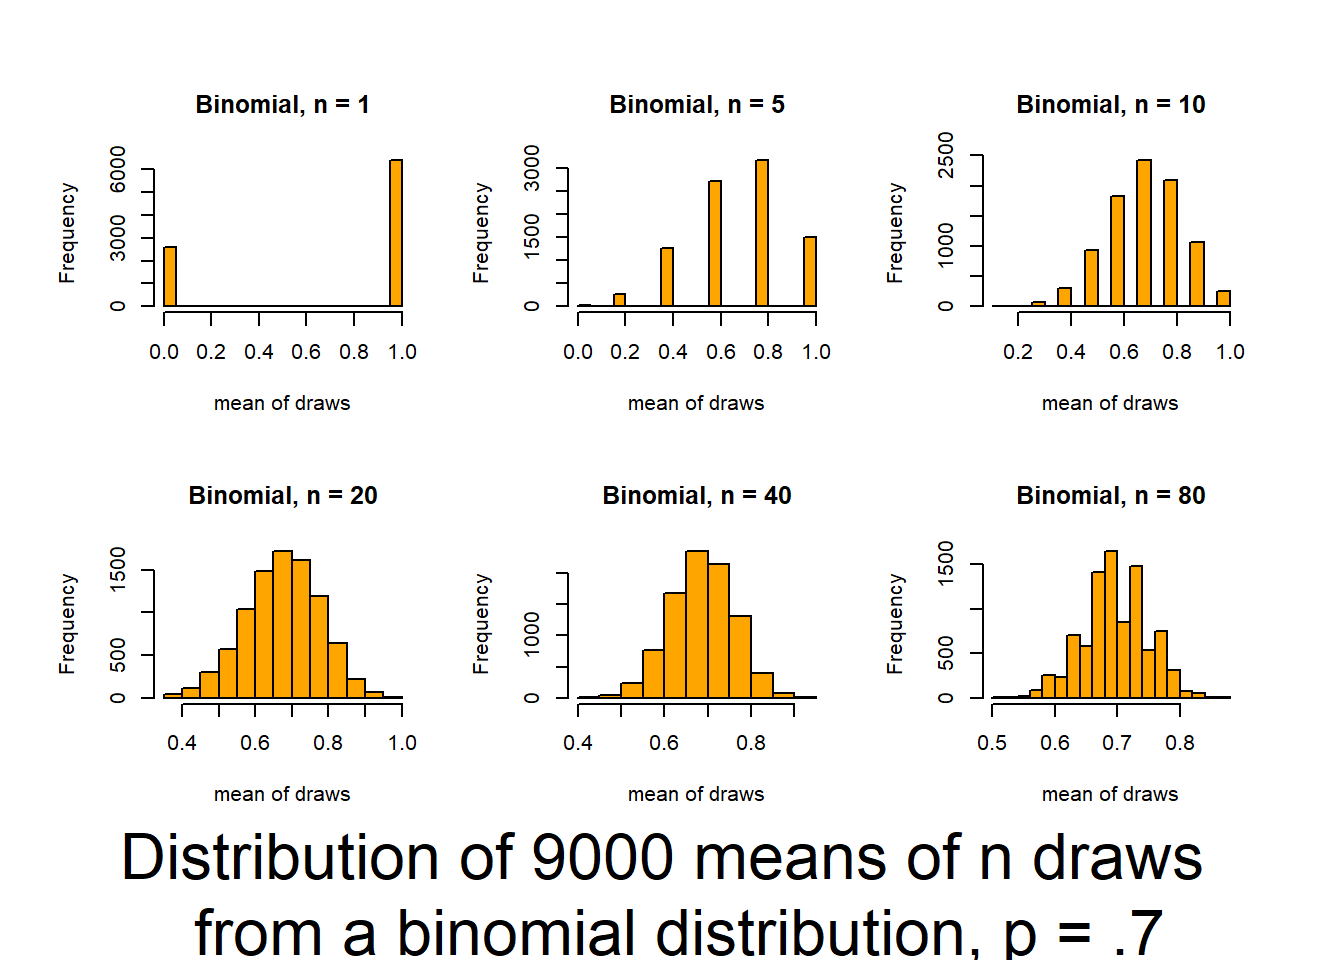 Binomial, n = 1
Frequency
0 3000 6000
0.0 0.2 0.4 0.6 0.8 1.0
mean of draws
Binomial, n = 5
Frequency
0 1500 3000
0.0 0.2 0.4 0.6 0.8 1.0
mean of draws
Binomial, n = 10
Frequency
0 1000 2500
0.2 0.4 0.6 0.8 1.0
mean of draws
Binomial, n = 20
Frequency
0 500 1500
0.4 0.6 0.8 1.0
mean of draws
Binomial, n = 40
Frequency
0 1000
0.4 0.6 0.8
mean of draws
Binomial, n = 80
Frequency
0 500 1500
0.5 0.6 0.7 0.8
mean of draws
Distribution of 9000 means of n draws
from a binomial distribution, p = .7